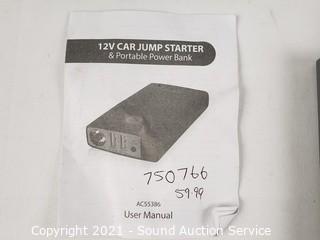 12V CAR JUMP STARTER
& Portable Power Bank
750766
59.99
AC55386
User Manual
Copyright 2021 - Sound Auction Service